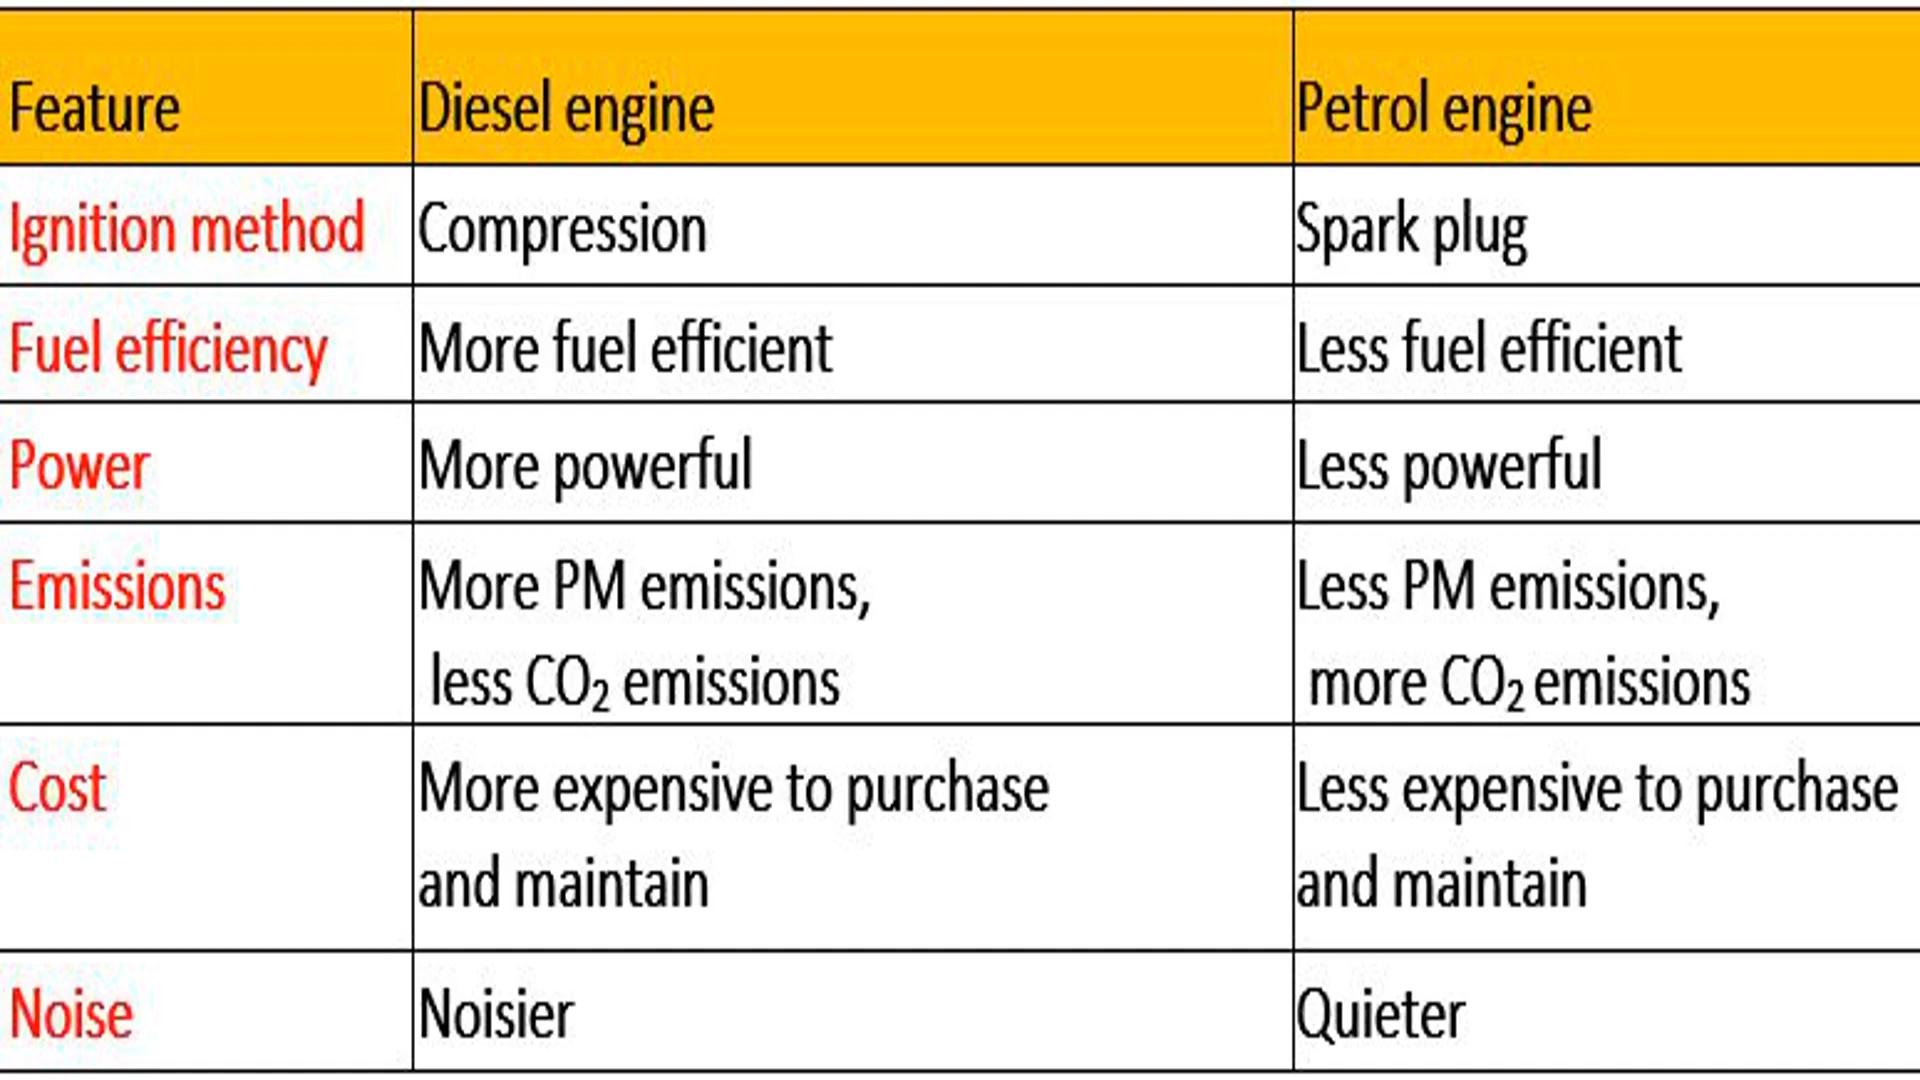 Feature Diesel engine Petrol engine
Ignition method Compression Spark plug
Fuel efficiency More fuel efficient Less fuel efficient
Power More powerful Less powerful
Emissions More PM emissions, Less PM emissions,
less CO₂ emissions more CO₂ emissions
Cost More expensive to purchase Less expensive to purchase
and maintain and maintain
Noise Noisier Quieter